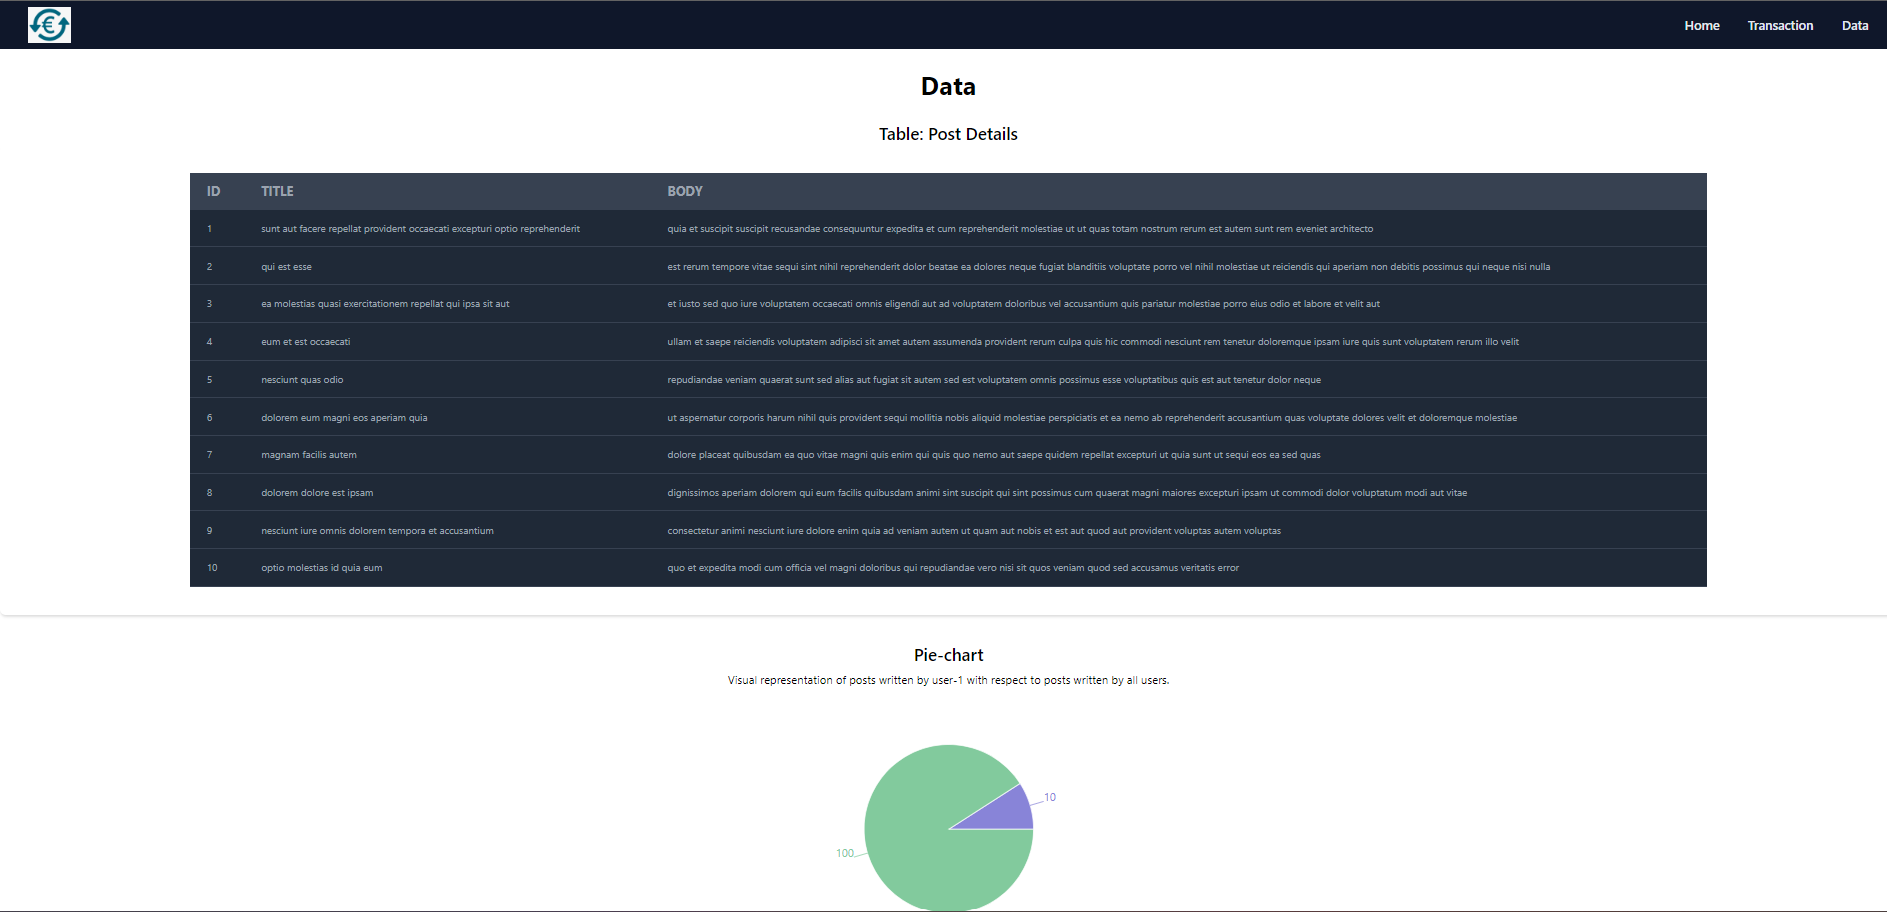 €
Home Transaction Data
Data
Table: Post Details
ID TITLE BODY
1 sunt aut facere repellat provident occaecati excepturi optio reprehenderit quia et suscipit suscipit recusandae consequuntur expedita et cum reprehenderit molestiae ut ut quas totam nostrum rerum est autem sunt rem eveniet architecto
2 qui est esse est rerum tempore vitae sequi sint nihil reprehenderit dolor beatae ea dolores neque fugiat blanditiis voluptate porro vel nihil molestiae ut reiciendis qui aperiam non debitis possimus qui neque nisi nulla
3 ea molestias quasi exercitationem repellat qui ipsa sit aut et iusto sed quo iure voluptatem occaecati omnis eligendi aut ad voluptatem doloribus vel accusantium quis pariatur molestiae porro eius odio et labore et velit aut
4 eum et est occaecati ullam et saepe reiciendis voluptatem adipisci sit amet autem assumenda provident rerum culpa quis hic commodi nesciunt rem tenetur doloremque ipsam iure quis sunt voluptatem rerum illo velit
5 nesciunt quas odio repudiandae veniam quaerat sunt sed alias aut fugiat sit autem sed est voluptatem omnis possimus esse voluptatibus quis est aut tenetur dolor neque
6 dolorem eum magni eos aperiam quia ut aspernatur corporis harum nihil quis provident sequi mollitia nobis aliquid molestiae perspiciatis et ea nemo ab reprehenderit accusantium quas voluptate dolores velit et doloremque molestiae
7 magnam facilis autem dolore placeat quibusdam ea quo vitae magni quis enim qui quis quo nemo aut saepe quidem repellat excepturi ut quia sunt ut sequi eos ea sed quas
8 dolorem dolore est ipsam dignissimos aperiam dolorem qui eum facilis quibusdam animi sint suscipit qui sint possimus cum quaerat magni maiores excepturi ipsam ut commodi dolor voluptatum modi aut vitae
9 nesciunt iure omnis dolorem tempora et accusantium consectetur animi nesciunt iure dolore enim quia ad veniam autem ut quam aut nobis et est aut quod aut provident voluptas autem voluptas
10 optio molestias id quia eum quo et expedita modi cum officia vel magni doloribus qui repudiandae vero nisi sit quos veniam quod sed accusamus veritatis error
Pie-chart
Visual representation of posts written by user-1 with respect to posts written by all users.
10
100